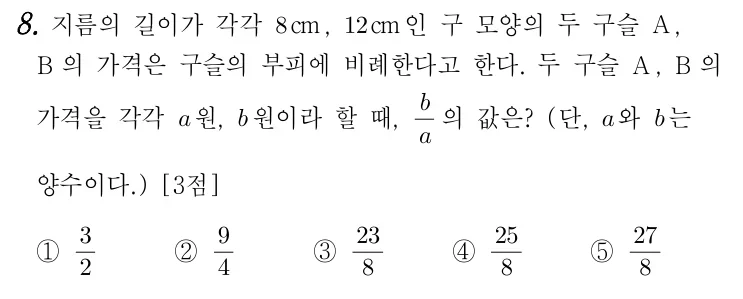 8. 지름의 길이가 각각 8cm, 12cm인 구 모양의 두 구슬 A,
B의 가격은 구슬의 부피에 비례한다고 한다. 두 구슬 A, B의
가격을 각각 a원, b원이라 할 때, b/a의 값은? (단, a와 b는
양수이다.) [3점]
① 3/2 ② 9/4 ③ 23/8 ④ 25/8 ⑤ 27/8